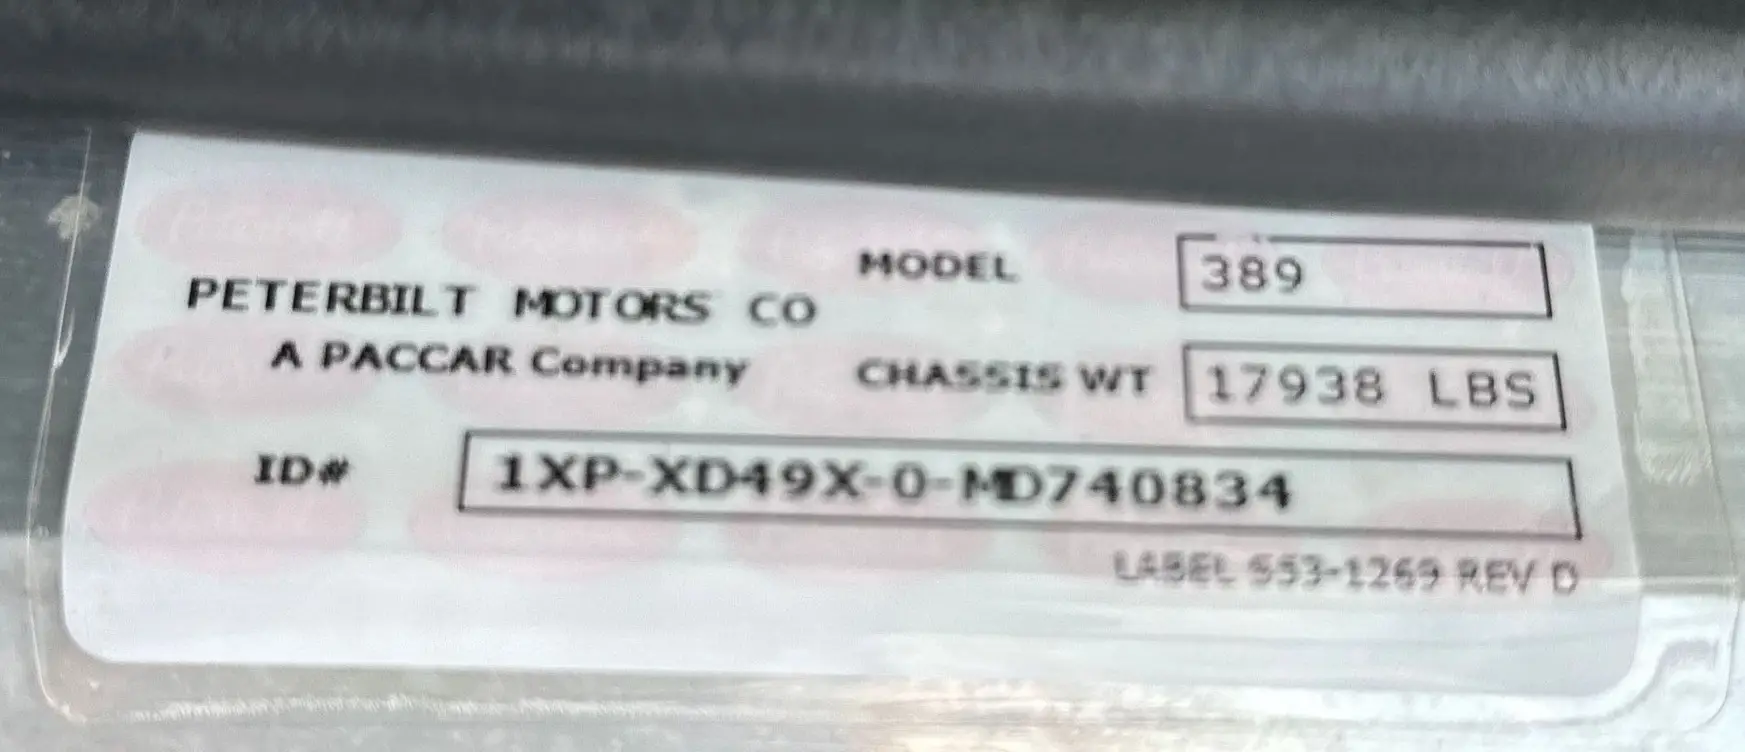 MODEL 389
PETERBILT MOTORS CO
A PACCAR Company
CHASSIS WT 17938 LBS
ID# 1XP-XD49X-0-MD740834
LABEL S53-1269 REV D